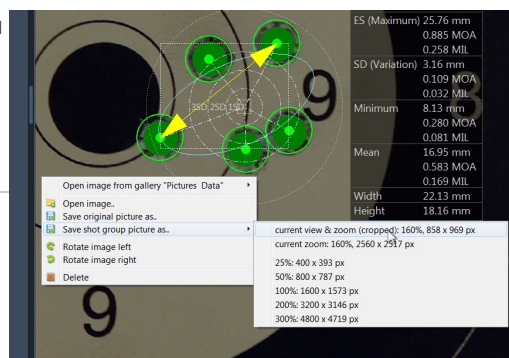 ES (Maximum) 25.76 mm
0.885 MOA
0.258 MIL
SD (Variation) 3.16 mm
0.109 MOA
0.032 MIL
Minimum 8.13 mm
0.280 MOA
0.081 MIL
Mean 16.95 mm
0.583 MOA
0.169 MIL
Width 22.13 mm
Height 18.16 mm
3SD 2SD 1SD
9
Open image from gallery "Pictures Data"
Open image..
Save original picture as..
Save shot group picture as..
Rotate image left
Rotate image right
Delete
current view & zoom (cropped): 160%, 858 x 969 px
current zoom: 160%, 2560 x 2517 px
25%: 400 x 393 px
50%: 800 x 787 px
100%: 1600 x 1573 px
200%: 3200 x 3146 px
300%: 4800 x 4719 px
9